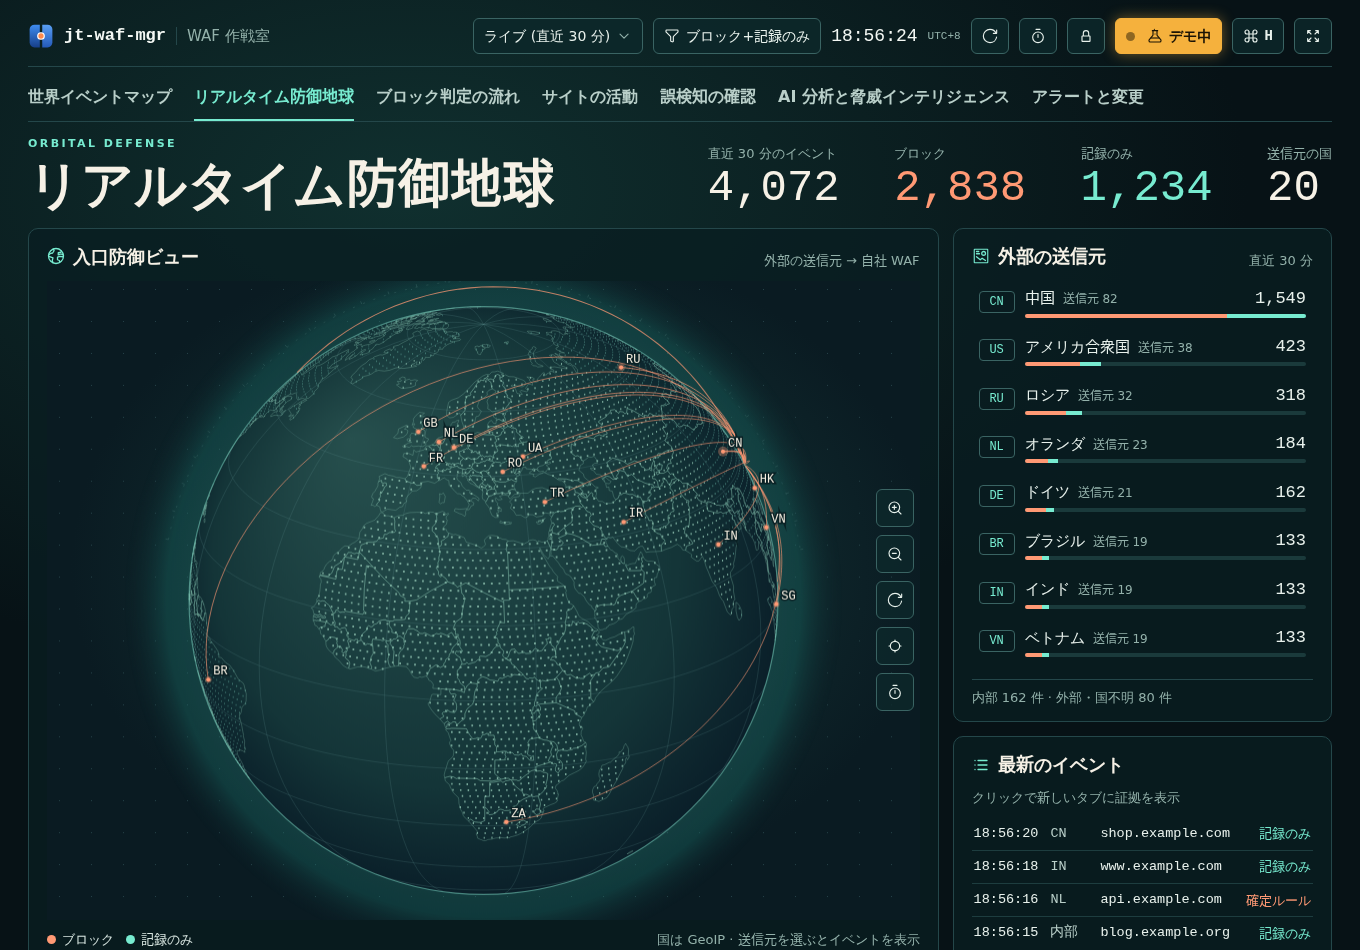 jt-waf-mgr WAF 作戦室 ライブ (直近 30 分) ブロック+記録のみ 18:56:24 UTC+8 デモ中 ⌘ H
世界イベントマップ リアルタイム防御地球 ブロック判定の流れ サイトの活動 誤検知の確認 AI 分析と脅威インテリジェンス アラートと変更
ORBITAL DEFENSE
リアルタイム防御地球
直近 30 分のイベント ブロック 記録のみ 送信元の国
4,072 2,838 1,234 20
入口防御ビュー 外部の送信元 → 自社 WAF
RU
GB
NL
DE
FR
UA
RO
CN
TR
HK
IR
VN
IN
SG
BR
ZA
ブロック 記録のみ 国は GeoIP · 送信元を選ぶとイベントを表示
外部の送信元 直近 30 分
CN 中国 送信元 82 1,549
US アメリカ合衆国 送信元 38 423
RU ロシア 送信元 32 318
NL オランダ 送信元 23 184
DE ドイツ 送信元 21 162
BR ブラジル 送信元 19 133
IN インド 送信元 19 133
VN ベトナム 送信元 19 133
内部 162 件 · 外部・国不明 80 件
最新のイベント
クリックで新しいタブに証拠を表示
18:56:20 CN shop.example.com 記録のみ
18:56:18 IN www.example.com 記録のみ
18:56:16 NL api.example.com 確定ルール
18:56:15 内部 blog.example.org 記録のみ